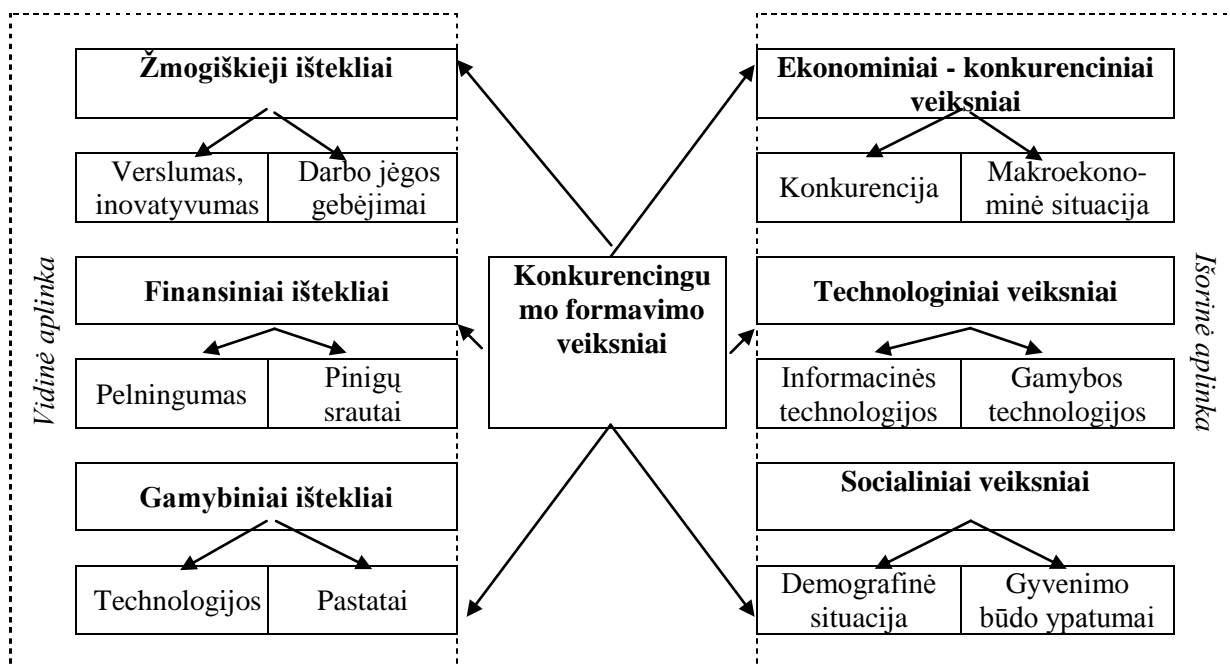 Vidinė aplinka
Žmogiškieji ištekliai
Verslumas,
inovatyvumas
Darbo jėgos
gebėjimai
Finansiniai ištekliai
Pelningumas
Pinigų
srautai
Gamybiniai ištekliai
Technologijos
Pastatai
Konkurencingu
mo formavimo
veiksniai
Ekonominiai - konkurenciniai
veiksniai
Konkurencija
Makroekono-
minė situacija
Technologiniai veiksniai
Informacinės
technologijos
Gamybos
technologijos
Socialiniai veiksniai
Demografinė
situacija
Gyvenimo
būdo ypatumai
Išorinė aplinka